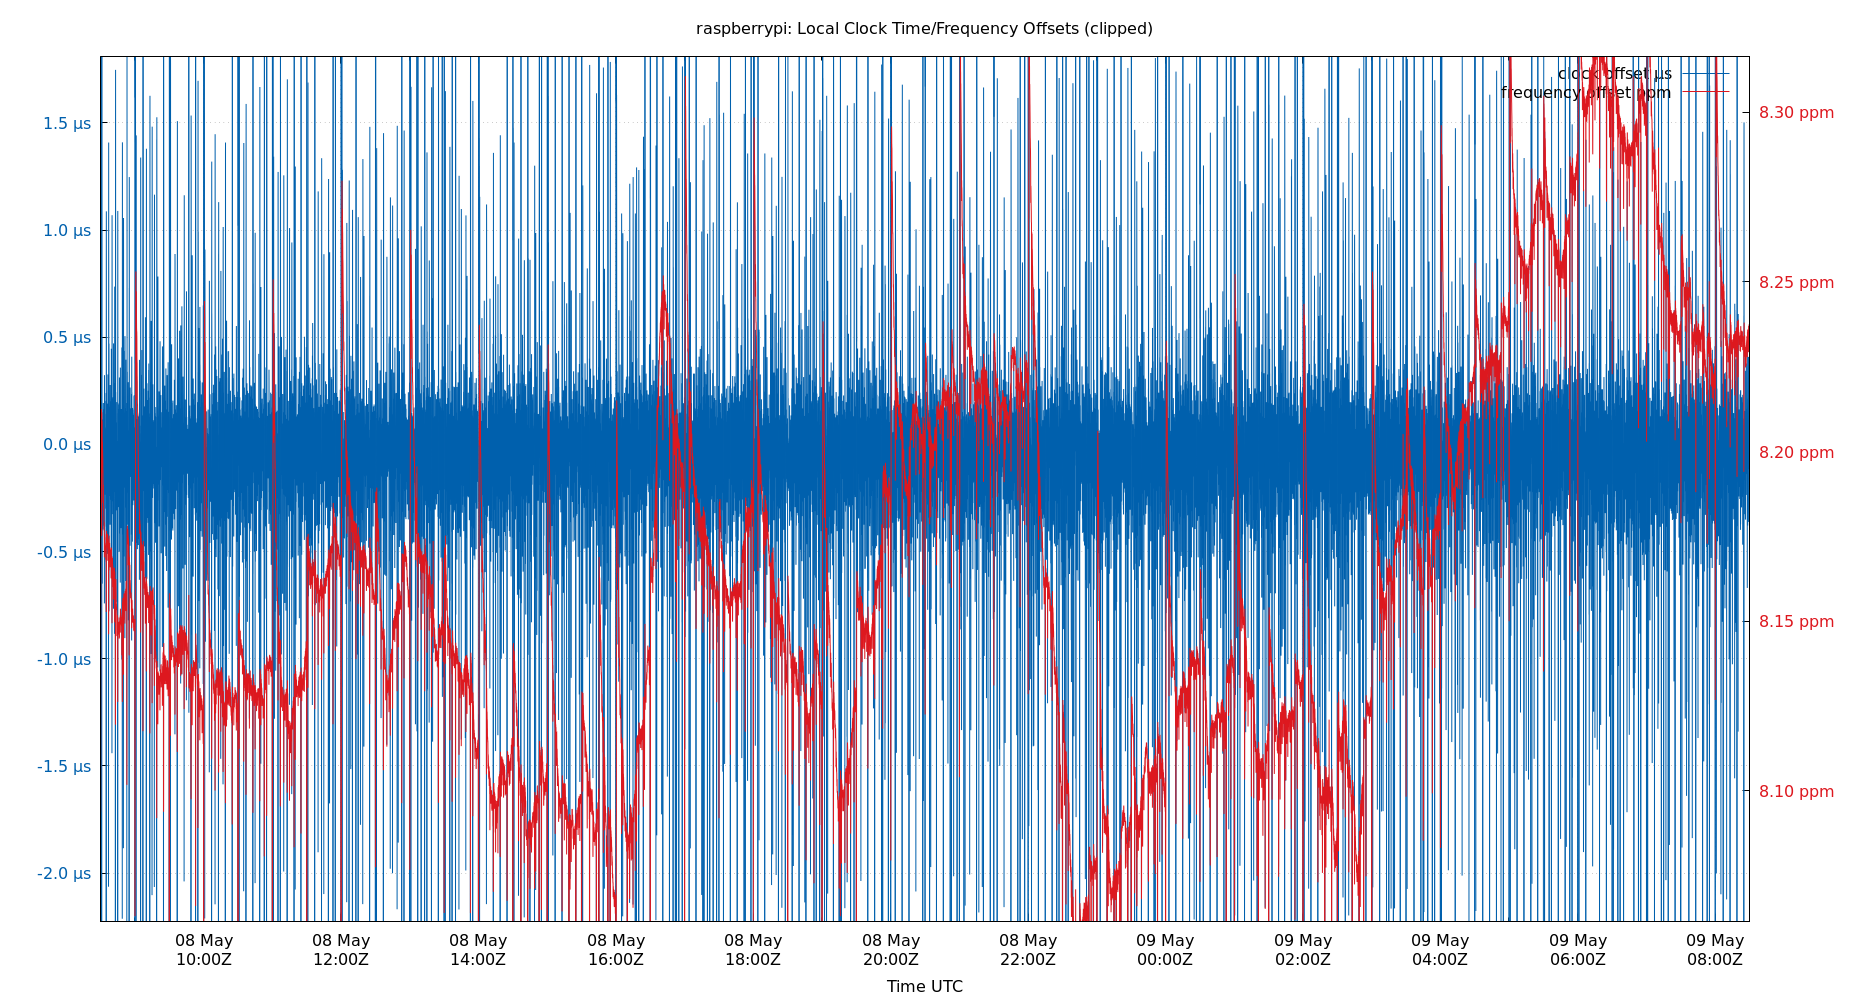 raspberrypi: Local Clock Time/Frequency Offsets (clipped)
clock offset µs
frequency offset ppm
1.5 µs
1.0 µs
0.5 µs
0.0 µs
-0.5 µs
-1.0 µs
-1.5 µs
-2.0 µs
8.30 ppm
8.25 ppm
8.20 ppm
8.15 ppm
8.10 ppm
08 May 08 May 08 May 08 May 08 May 08 May 08 May 09 May 09 May 09 May 09 May 09 May
10:00Z 12:00Z 14:00Z 16:00Z 18:00Z 20:00Z 22:00Z 00:00Z 02:00Z 04:00Z 06:00Z 08:00Z
Time UTC